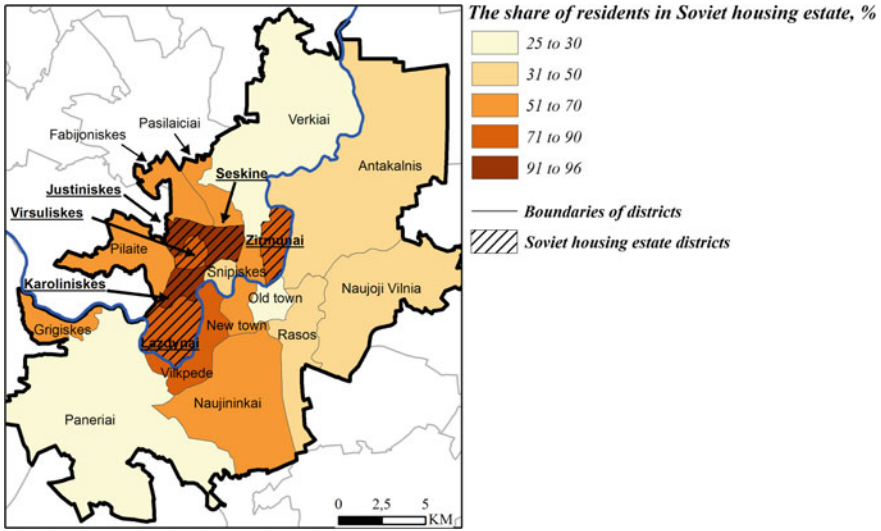 The share of residents in Soviet housing estate, %
25 to 30
31 to 50
51 to 70
71 to 90
91 to 96
Boundaries of districts
Soviet housing estate districts
Verkiai
Pasilaiciai
Fabijoniskes
Antakalnis
Seskine
Justiniskes
Virsuliskes
Zirmunai
Pilaite
Snipiskes
Karoliniskes
Naujoji Vilnia
Old town
New town
Rasos
Grigiskes
Lazdynai
Vilkpede
Naujininkai
Paneriai
0 2,5 5
KM